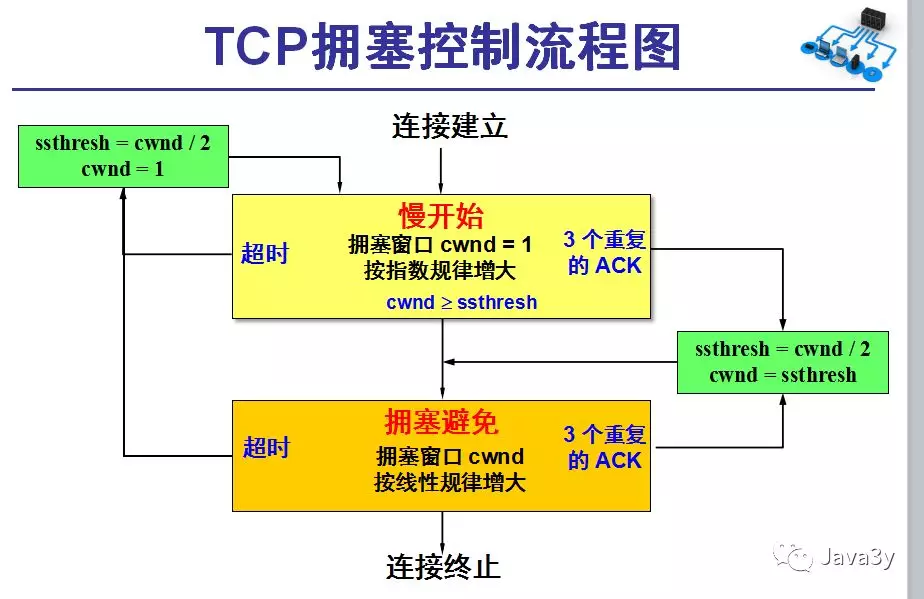 TCP拥塞控制流程图
连接建立
ssthresh = cwnd / 2
cwnd = 1
慢开始
超时
拥塞窗口 cwnd = 1
按指数规律增大
cwnd ≥ ssthresh
3 个重复
的 ACK
ssthresh = cwnd / 2
cwnd = ssthresh
拥塞避免
超时
拥塞窗口 cwnd
按线性规律增大
3 个重复
的 ACK
连接终止
Java3y